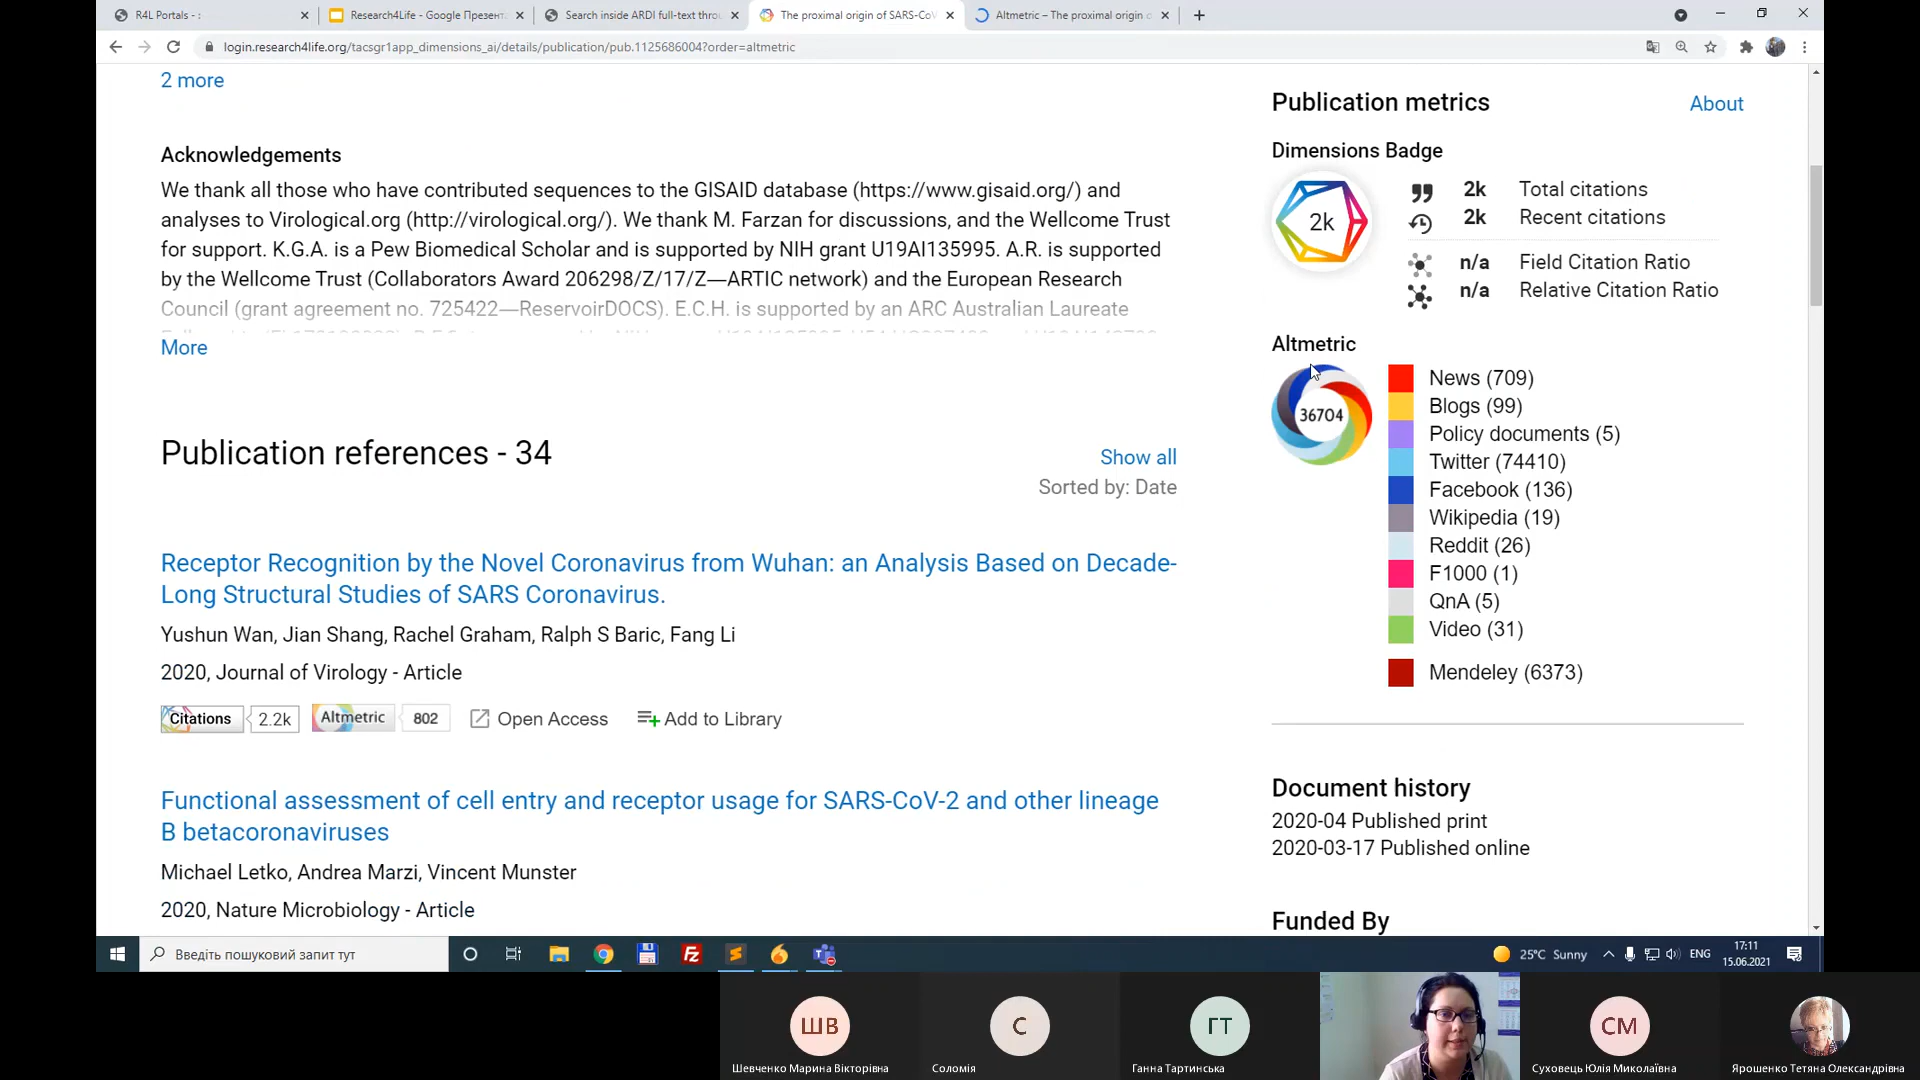 R4L Portals -
Research4Life - Google Презент
Search inside ARDI full-text thro
The proximal origin of SARS-CoV
Altmetric – The proximal origin o
login.research4life.org/tacsgr1app_dimensions_ai/details/publication/pub.1125686004?order=altmetric
2 more
Acknowledgements
We thank all those who have contributed sequences to the GISAID database (https://www.gisaid.org/) and
analyses to Virological.org (http://virological.org/). We thank M. Farzan for discussions, and the Wellcome Trust
for support. K.G.A. is a Pew Biomedical Scholar and is supported by NIH grant U19AI135995. A.R. is supported
by the Wellcome Trust (Collaborators Award 206298/Z/17/Z—ARTIC network) and the European Research
Council (grant agreement no. 725422—ReservoirDOCS). E.C.H. is supported by an ARC Australian Laureate
More
Publication references - 34
Show all
Sorted by: Date
Receptor Recognition by the Novel Coronavirus from Wuhan: an Analysis Based on Decade-
Long Structural Studies of SARS Coronavirus.
Yushun Wan, Jian Shang, Rachel Graham, Ralph S Baric, Fang Li
2020, Journal of Virology - Article
Citations 2.2k Altmetric 802 Open Access Add to Library
Functional assessment of cell entry and receptor usage for SARS-CoV-2 and other lineage
B betacoronaviruses
Michael Letko, Andrea Marzi, Vincent Munster
2020, Nature Microbiology - Article
Publication metrics
About
Dimensions Badge
2k
2k Total citations
2k Recent citations
n/a Field Citation Ratio
n/a Relative Citation Ratio
Altmetric
36704
News (709)
Blogs (99)
Policy documents (5)
Twitter (74410)
Facebook (136)
Wikipedia (19)
Reddit (26)
F1000 (1)
QnA (5)
Video (31)
Mendeley (6373)
Document history
2020-04 Published print
2020-03-17 Published online
Funded By
Введіть пошуковий запит тут
25°C Sunny
ENG
17:11
15.06.2021
ШВ
С
ГТ
СМ
Шевченко Марина Вікторівна
Соломія
Ганна Тартинська
Суховець Юлія Миколаївна
Ярошенко Тетяна Олександрівна